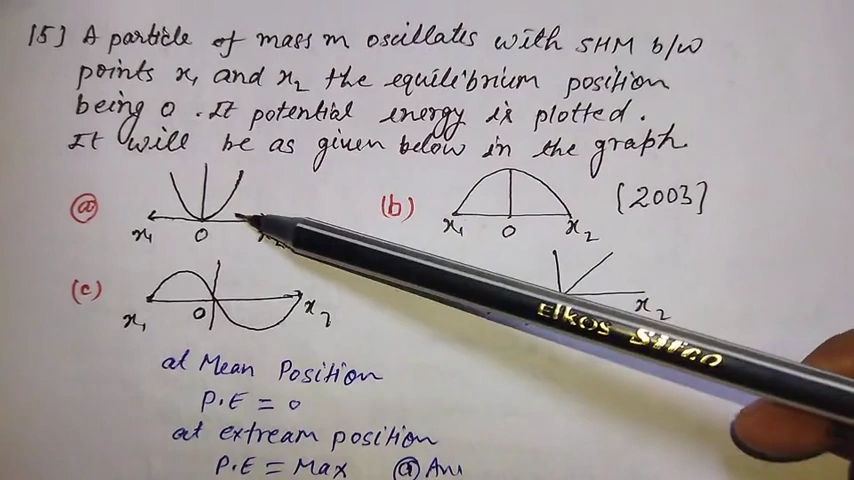 15] A particle of mass m oscillates with SHM b/w
points x₁ and x₂ the equilibrium position
being 0. It potential energy is plotted.
It will be as given below in the graph.
(a) x₁ 0
(b) x₁ 0 x₂ [2003]
(c) x₁ 0 x₂
x₂
Elkos
at Mean Position
P.E = 0
at extream position
P.E = Max (a) Ans